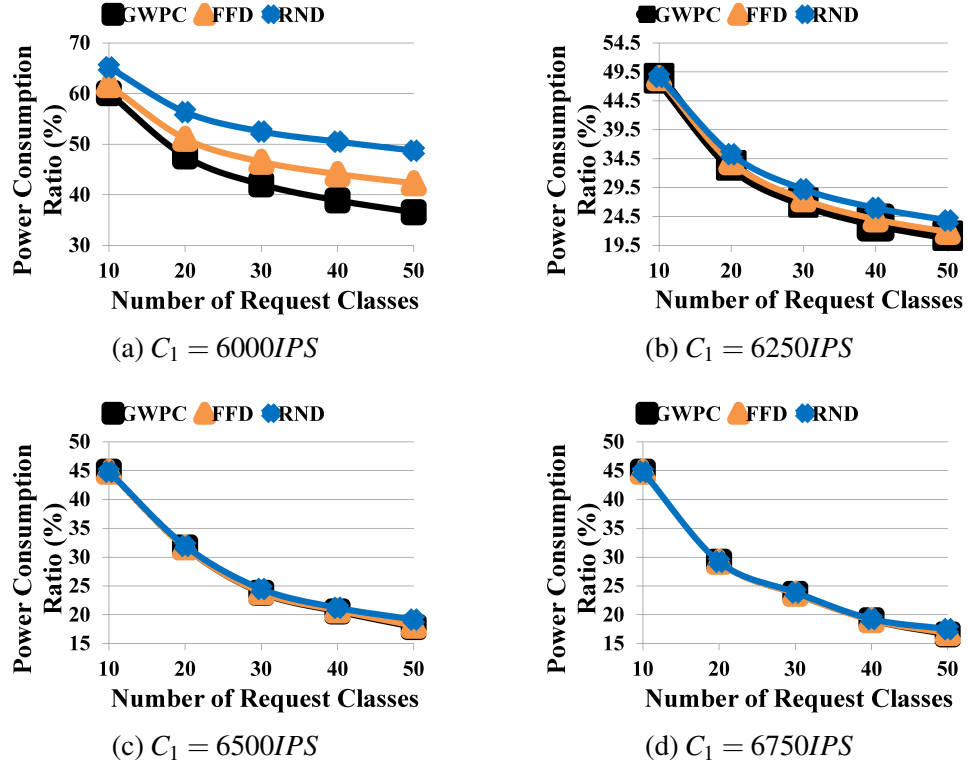 GWPC FFD RND
Power Consumption
Ratio (%)
70
60
50
40
30
10 20 30 40 50
Number of Request Classes
(a) C₁ = 6000IPS
GWPC FFD RND
Power Consumption
Ratio (%)
54.5
49.5
44.5
39.5
34.5
29.5
24.5
19.5
10 20 30 40 50
Number of Request Classes
(b) C₁ = 6250IPS
GWPC FFD RND
Power Consumption
Ratio (%)
50
45
40
35
30
25
20
15
10 20 30 40 50
Number of Request Classes
(c) C₁ = 6500IPS
GWPC FFD RND
Power Consumption
Ratio (%)
50
45
40
35
30
25
20
15
10 20 30 40 50
Number of Request Classes
(d) C₁ = 6750IPS